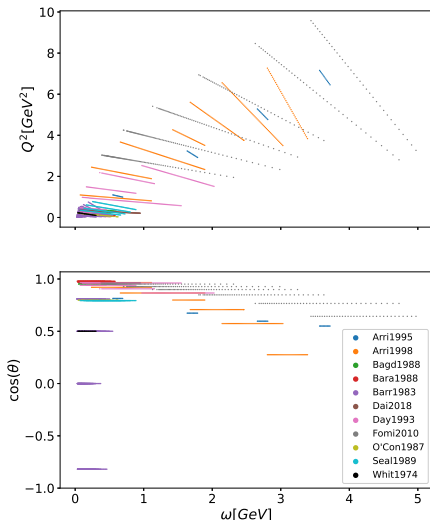 10
8
6
4
2
0
Q²[GeV²]
1.0
0.5
0.0
−0.5
−1.0
cos(θ)
Arri1995
Arri1998
Bagd1988
Bara1988
Barr1983
Dai2018
Day1993
Fomi2010
O'Con1987
Seal1989
Whit1974
0 1 2 3 4 5
ω[GeV]